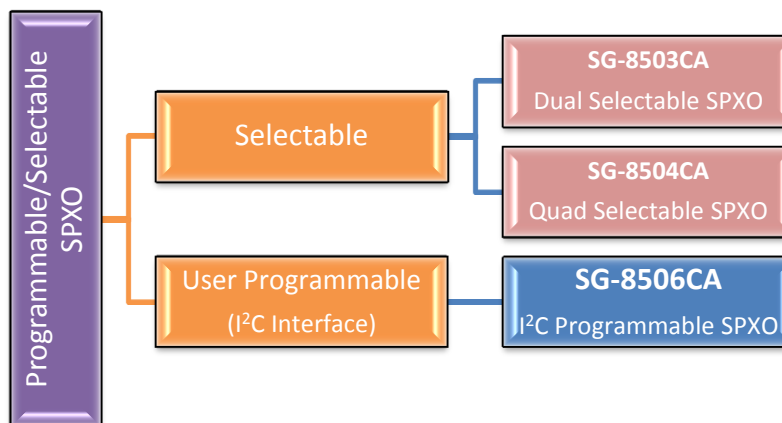 Programmable/Selectable
SPXO
Selectable
SG-8503CA
Dual Selectable SPXO
SG-8504CA
Quad Selectable SPXO
User Programmable
(I²C Interface)
SG-8506CA
I²C Programmable SPXO